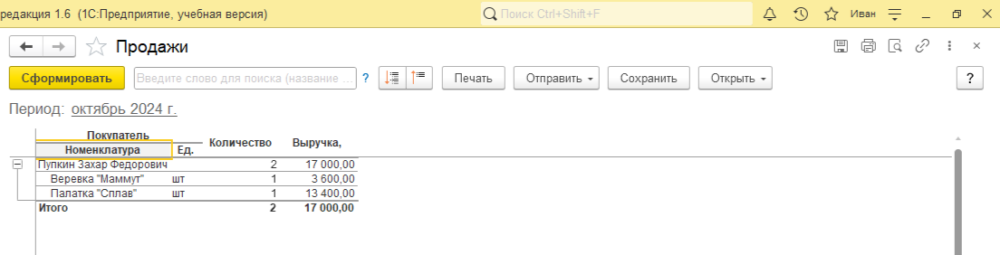 редакция 1.6 (1С:Предприятие, учебная версия) Поиск Ctrl+Shift+F Иван
Продажи
Сформировать Введите слово для поиска (название ... ? Печать Отправить Сохранить Открыть ?
Период: октябрь 2024 г.
Покупатель Количество Выручка,
Номенклатура Ед.
Пупкин Захар Федорович 2 17 000,00
Веревка "Маммут" шт 1 3 600,00
Палатка "Сплав" шт 1 13 400,00
Итого 2 17 000,00